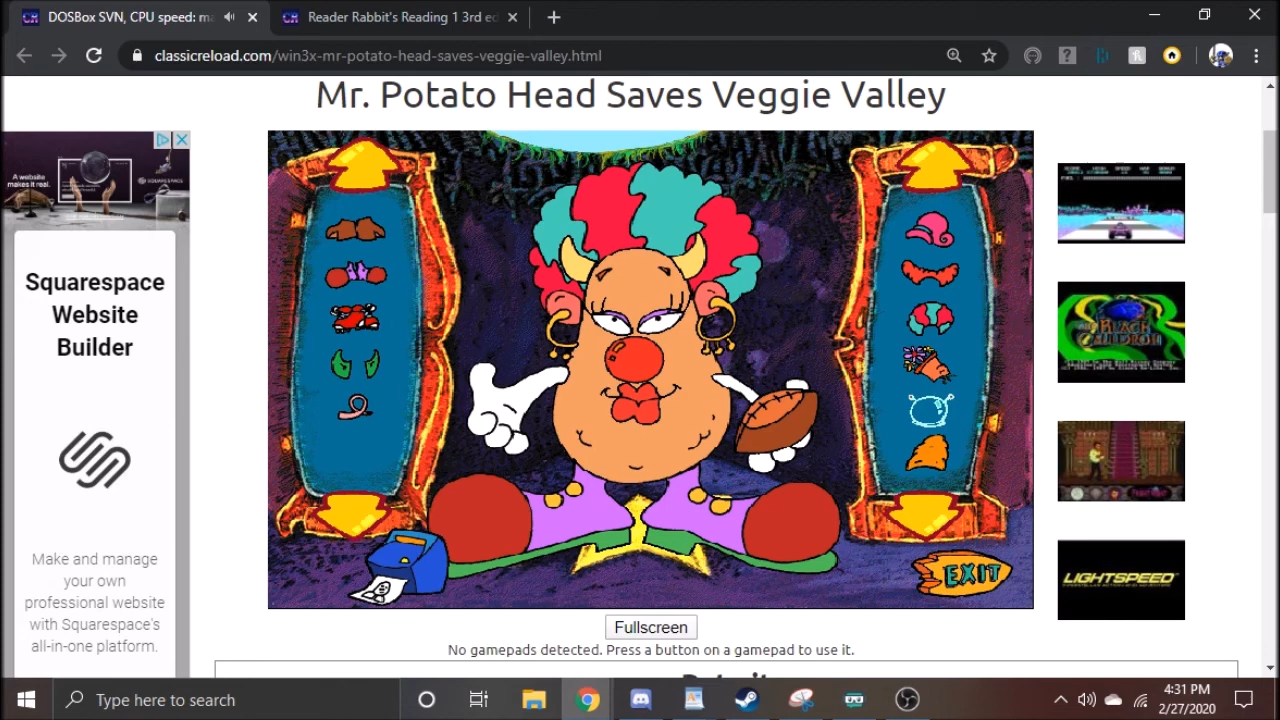 DOSBox SVN, CPU speed: ma
Reader Rabbit's Reading 1 3rd ed
classicreload.com/win3x-mr-potato-head-saves-veggie-valley.html
Mr. Potato Head Saves Veggie Valley
A website
makes it real.
SQUARESPACE
Squarespace
Website
Builder
Make and manage
your own
professional website
with Squarespace's
all-in-one platform.
EXIT
BLACK
CAULDRON
LIGHTSPEED
Fullscreen
No gamepads detected. Press a button on a gamepad to use it.
Type here to search
4:31 PM
2/27/2020